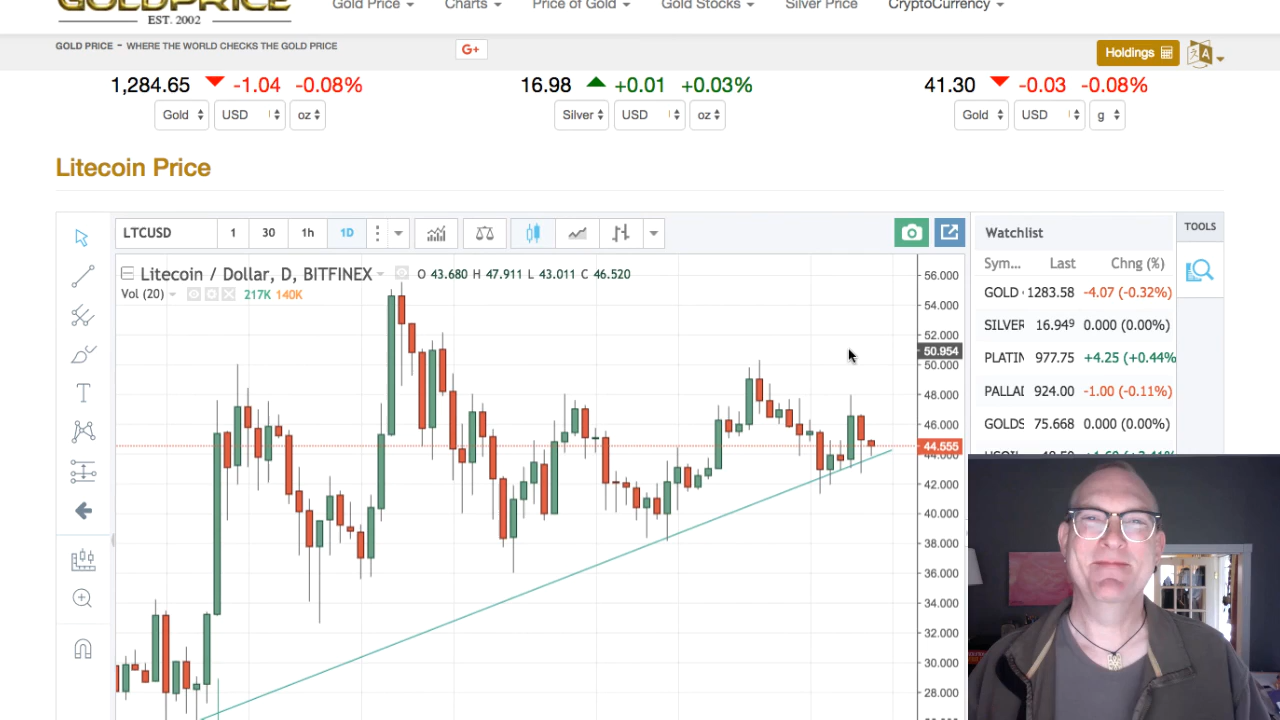 GOLDPRICE
EST. 2002
Gold Price Charts Price of Gold Gold Stocks Silver Price CryptoCurrency
GOLD PRICE - WHERE THE WORLD CHECKS THE GOLD PRICE
G+
Holdings
A
1,284.65 -1.04 -0.08%
Gold USD oz
16.98 +0.01 +0.03%
Silver USD oz
41.30 -0.03 -0.08%
Gold USD g
Litecoin Price
LTCUSD 1 30 1h 1D
Litecoin / Dollar, D, BITFINEX O 43.680 H 47.911 L 43.011 C 46.520
Vol (20) 217K 140K
T
56.000
54.000
52.000
50.954
50.000
48.000
46.000
44.555
44.000
42.000
40.000
38.000
36.000
34.000
32.000
30.000
28.000
Watchlist
Sym... Last Chng (%)
GOLD 1283.58 -4.07 (-0.32%)
SILVER 16.949 0.000 (0.00%)
PLATIN 977.75 +4.25 (+0.44%
PALLAD 924.00 -1.00 (-0.11%)
GOLDS 75.668 0.000 (0.00%)
TOOLS